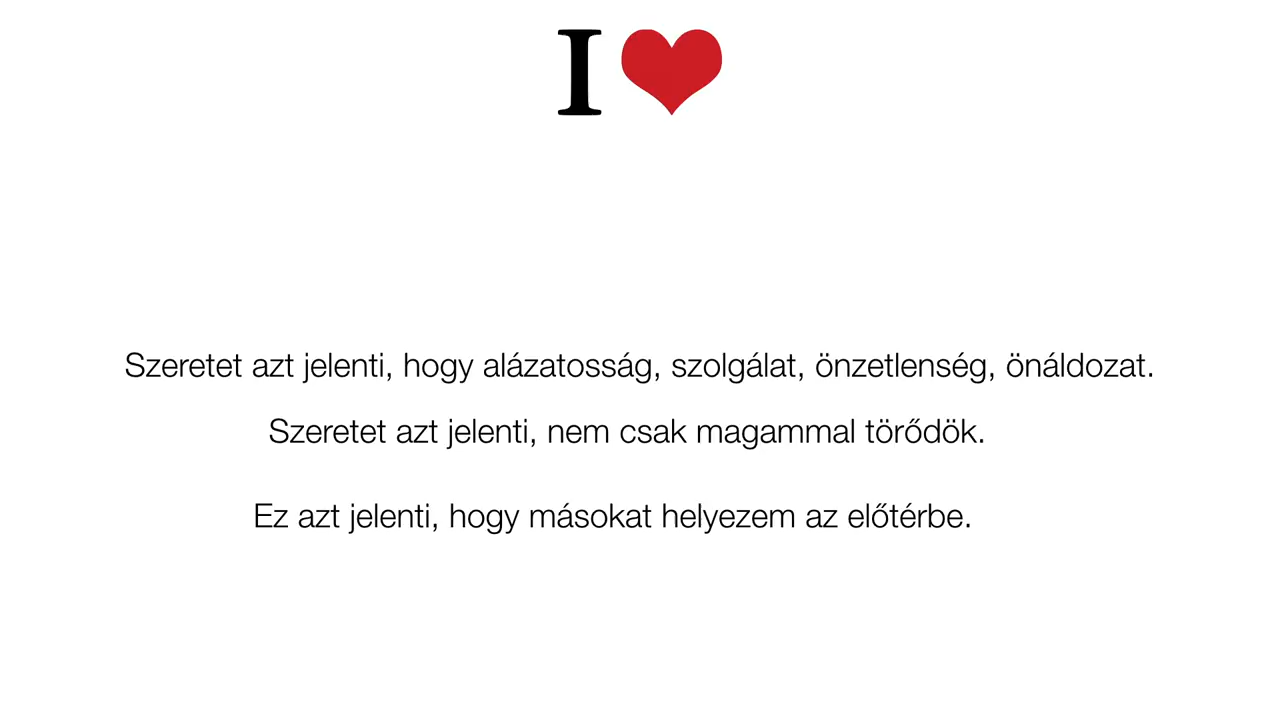 I
Szeretet azt jelenti, hogy alázatosság, szolgálat, önzetlenség, önáldozat.
Szeretet azt jelenti, nem csak magammal törődök.
Ez azt jelenti, hogy másokat helyezem az előtérbe.